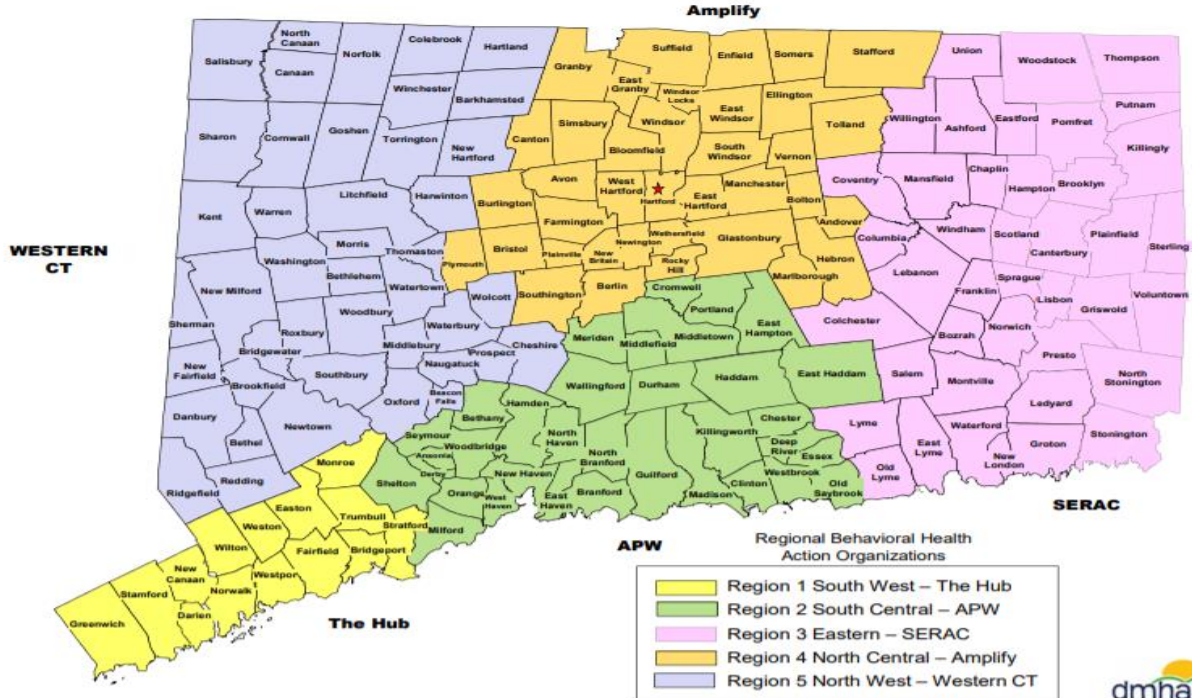 Amplify
North
Canaan
Colebrook
Hartland
Salisbury
Norfolk
Canaan
Winchester
Barkhamsted
Sharon
Cornwall
Goshen
Torrington
New
Hartford
Kent
Warren
Litchfield
Harwinton
Morris
Thomaston
Washington
Bethlehem
Watertown
New Milford
Woodbury
Wolcott
Waterbury
Sherman
Roxbury
Bridgewater
Middlebury
Prospect
Cheshire
Naugatuck
New
Fairfield
Brookfield
Southbury
Oxford
Beacon
Falls
Danbury
Newtown
Bethel
Redding
Ridgefield
WESTERN
CT
Granby
Suffield
Enfield
Somers
Stafford
East
Granby
Windsor
Locks
East
Windsor
Ellington
Canton
Simsbury
Windsor
Tolland
Bloomfield
South
Windsor
Vernon
Avon
West
Hartford
Hartford
East
Hartford
Manchester
Bolton
Burlington
Farmington
Wethersfield
Glastonbury
Andover
Hebron
Marlborough
Plymouth
Bristol
Plainville
New
Britain
Newington
Rocky
Hill
Southington
Berlin
Union
Woodstock
Thompson
Putnam
Willington
Ashford
Eastford
Pomfret
Killingly
Coventry
Mansfield
Chaplin
Hampton
Brooklyn
Columbia
Windham
Scotland
Canterbury
Plainfield
Sterling
Lebanon
Franklin
Sprague
Lisbon
Griswold
Voluntown
Colchester
Bozrah
Norwich
Presto
North
Stonington
Salem
Montville
Ledyard
Lyme
East
Lyme
Waterford
New
London
Groton
Stonington
Old
Lyme
SERAC
Cromwell
Portland
East
Hampton
Meriden
Middlefield
Middletown
Wallingford
Durham
Haddam
East Haddam
Hamden
Bethany
Seymour
Woodbridge
Ansonia
Derby
North
Haven
North
Branford
Killingworth
Chester
Deep
River
Essex
Westbrook
Shelton
Orange
West
Haven
New Haven
East
Haven
Branford
Guilford
Madison
Clinton
Old
Saybrook
Milford
APW
Monroe
Easton
Trumbull
Stratford
Weston
Wilton
Fairfield
Bridgeport
New
Canaan
Westpor
Norwalk
Stamford
Darien
Greenwich
The Hub
Regional Behavioral Health
Action Organizations
Region 1 South West – The Hub
Region 2 South Central – APW
Region 3 Eastern – SERAC
Region 4 North Central – Amplify
Region 5 North West – Western CT